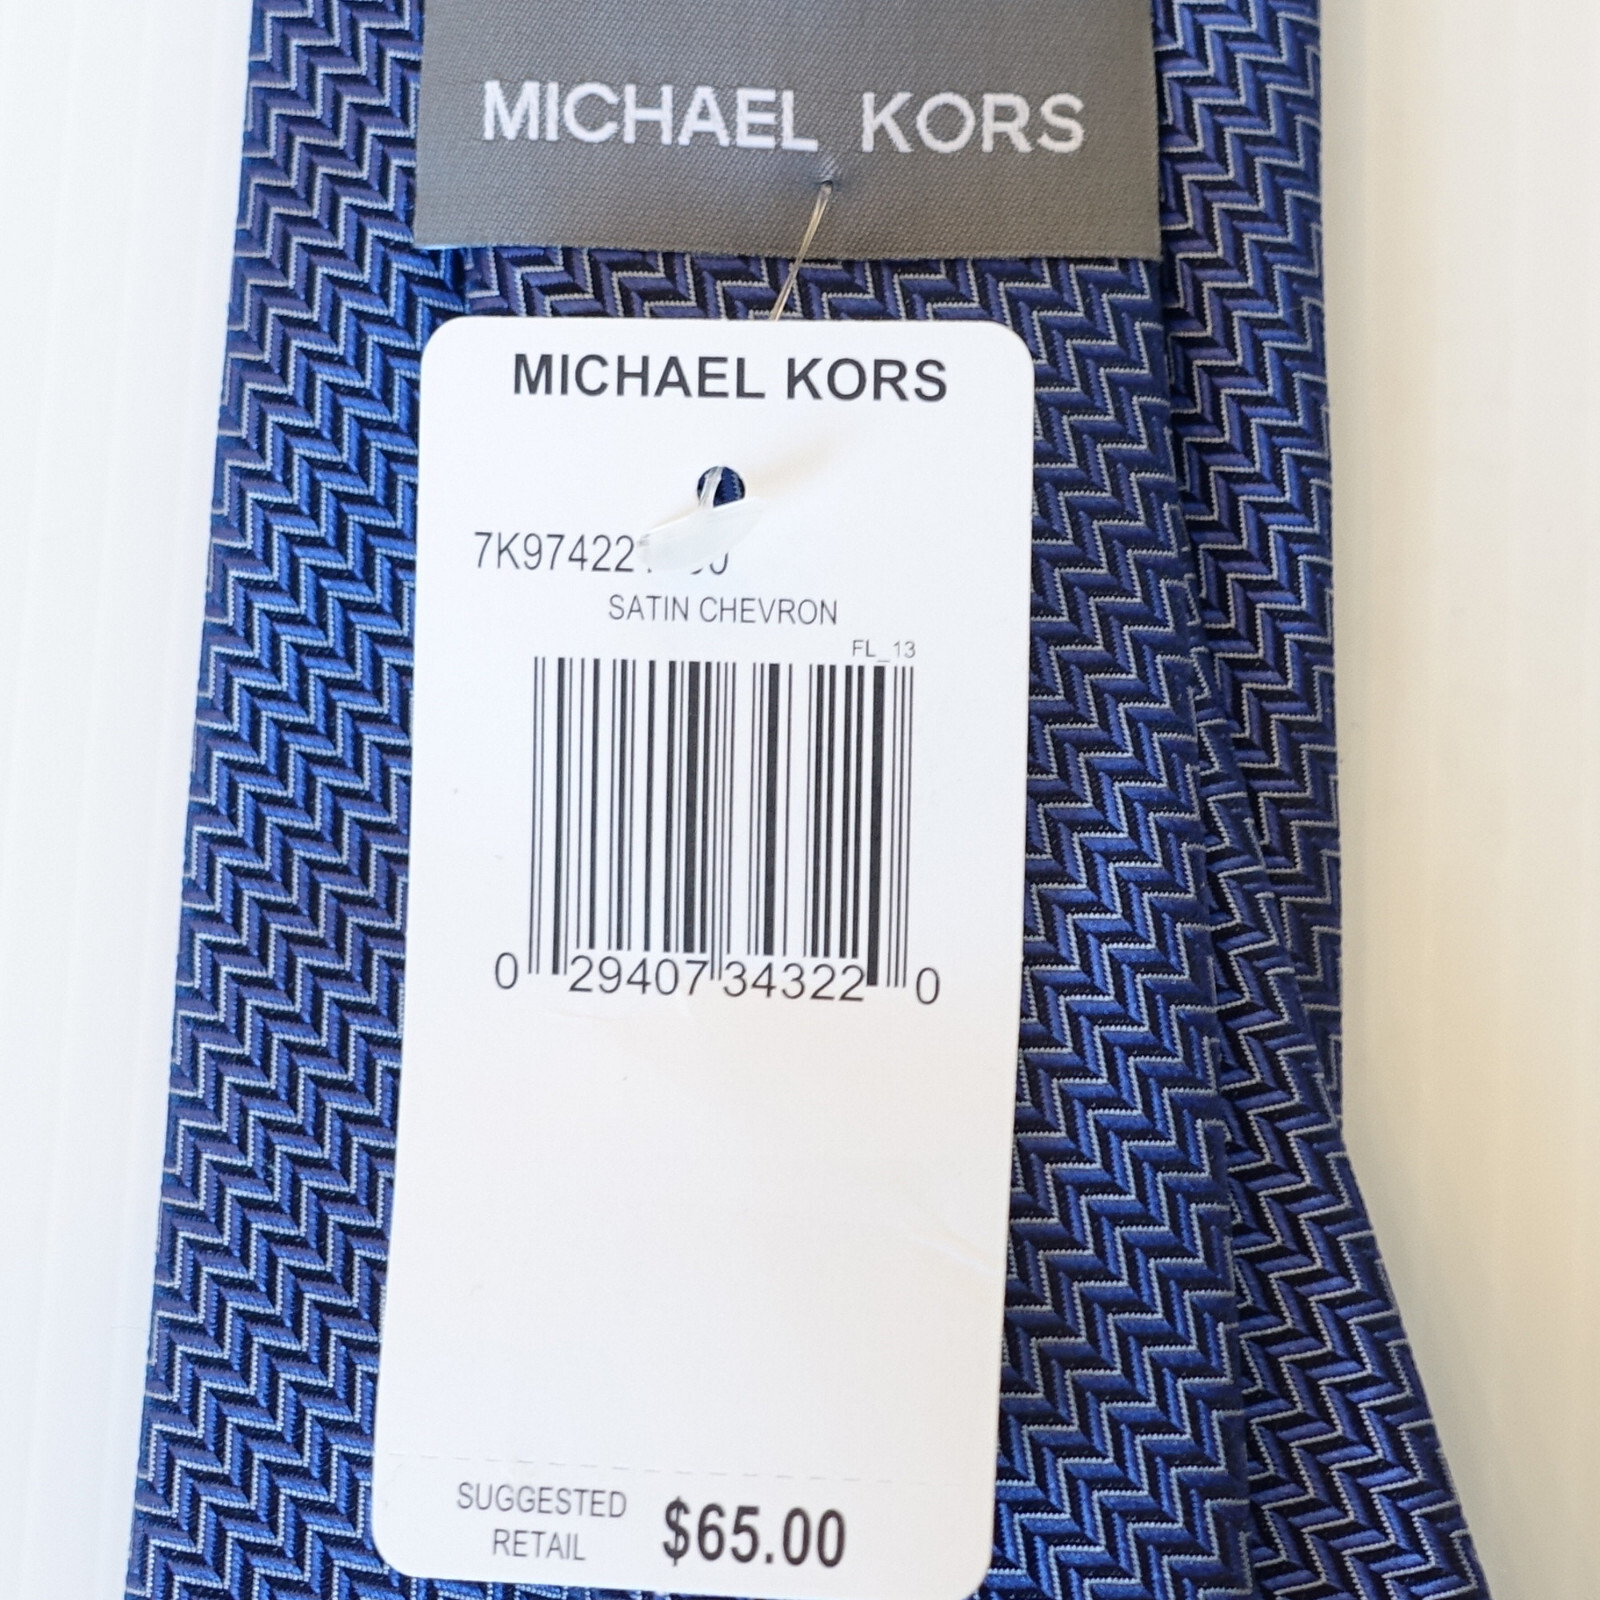 MICHAEL KORS
MICHAEL KORS
SATIN CHEVRON
FL_13
0 29407 34322 0
SUGGESTED
RETAIL $65.00